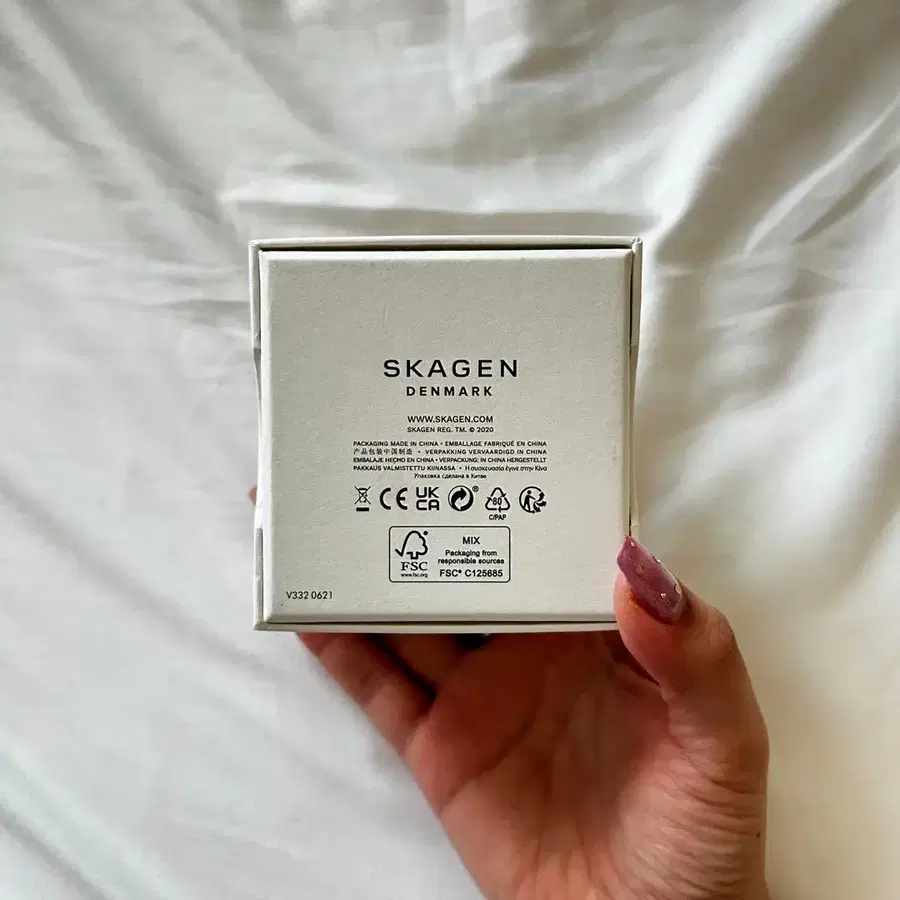 SKAGEN
DENMARK
WWW.SKAGEN.COM
SKAGEN REG. TM. © 2020
PACKAGING MADE IN CHINA • EMBALLAGE FABRIQUÉ EN CHINA
产品包装中国制造 • VERPAKKING VERVAARDIGD IN CHINA
EMBALAJE HECHO EN CHINA • VERPACKUNG: IN CHINA HERGESTELLT
PAKKAUS VALMISTETTU KIINASSA • Η συσκευασία έγινε στην Κίνα
Упаковка сделана в Китае
CE UK CA ® 80
C/PAP
FSC
www.fsc.org
MIX
Packaging from
responsible sources
FSC® C125685
V332 0621